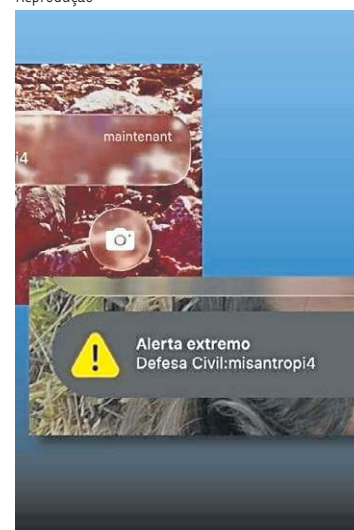 Reprodução
maintenant
i4
Alerta extremo
Defesa Civil:misantropi4